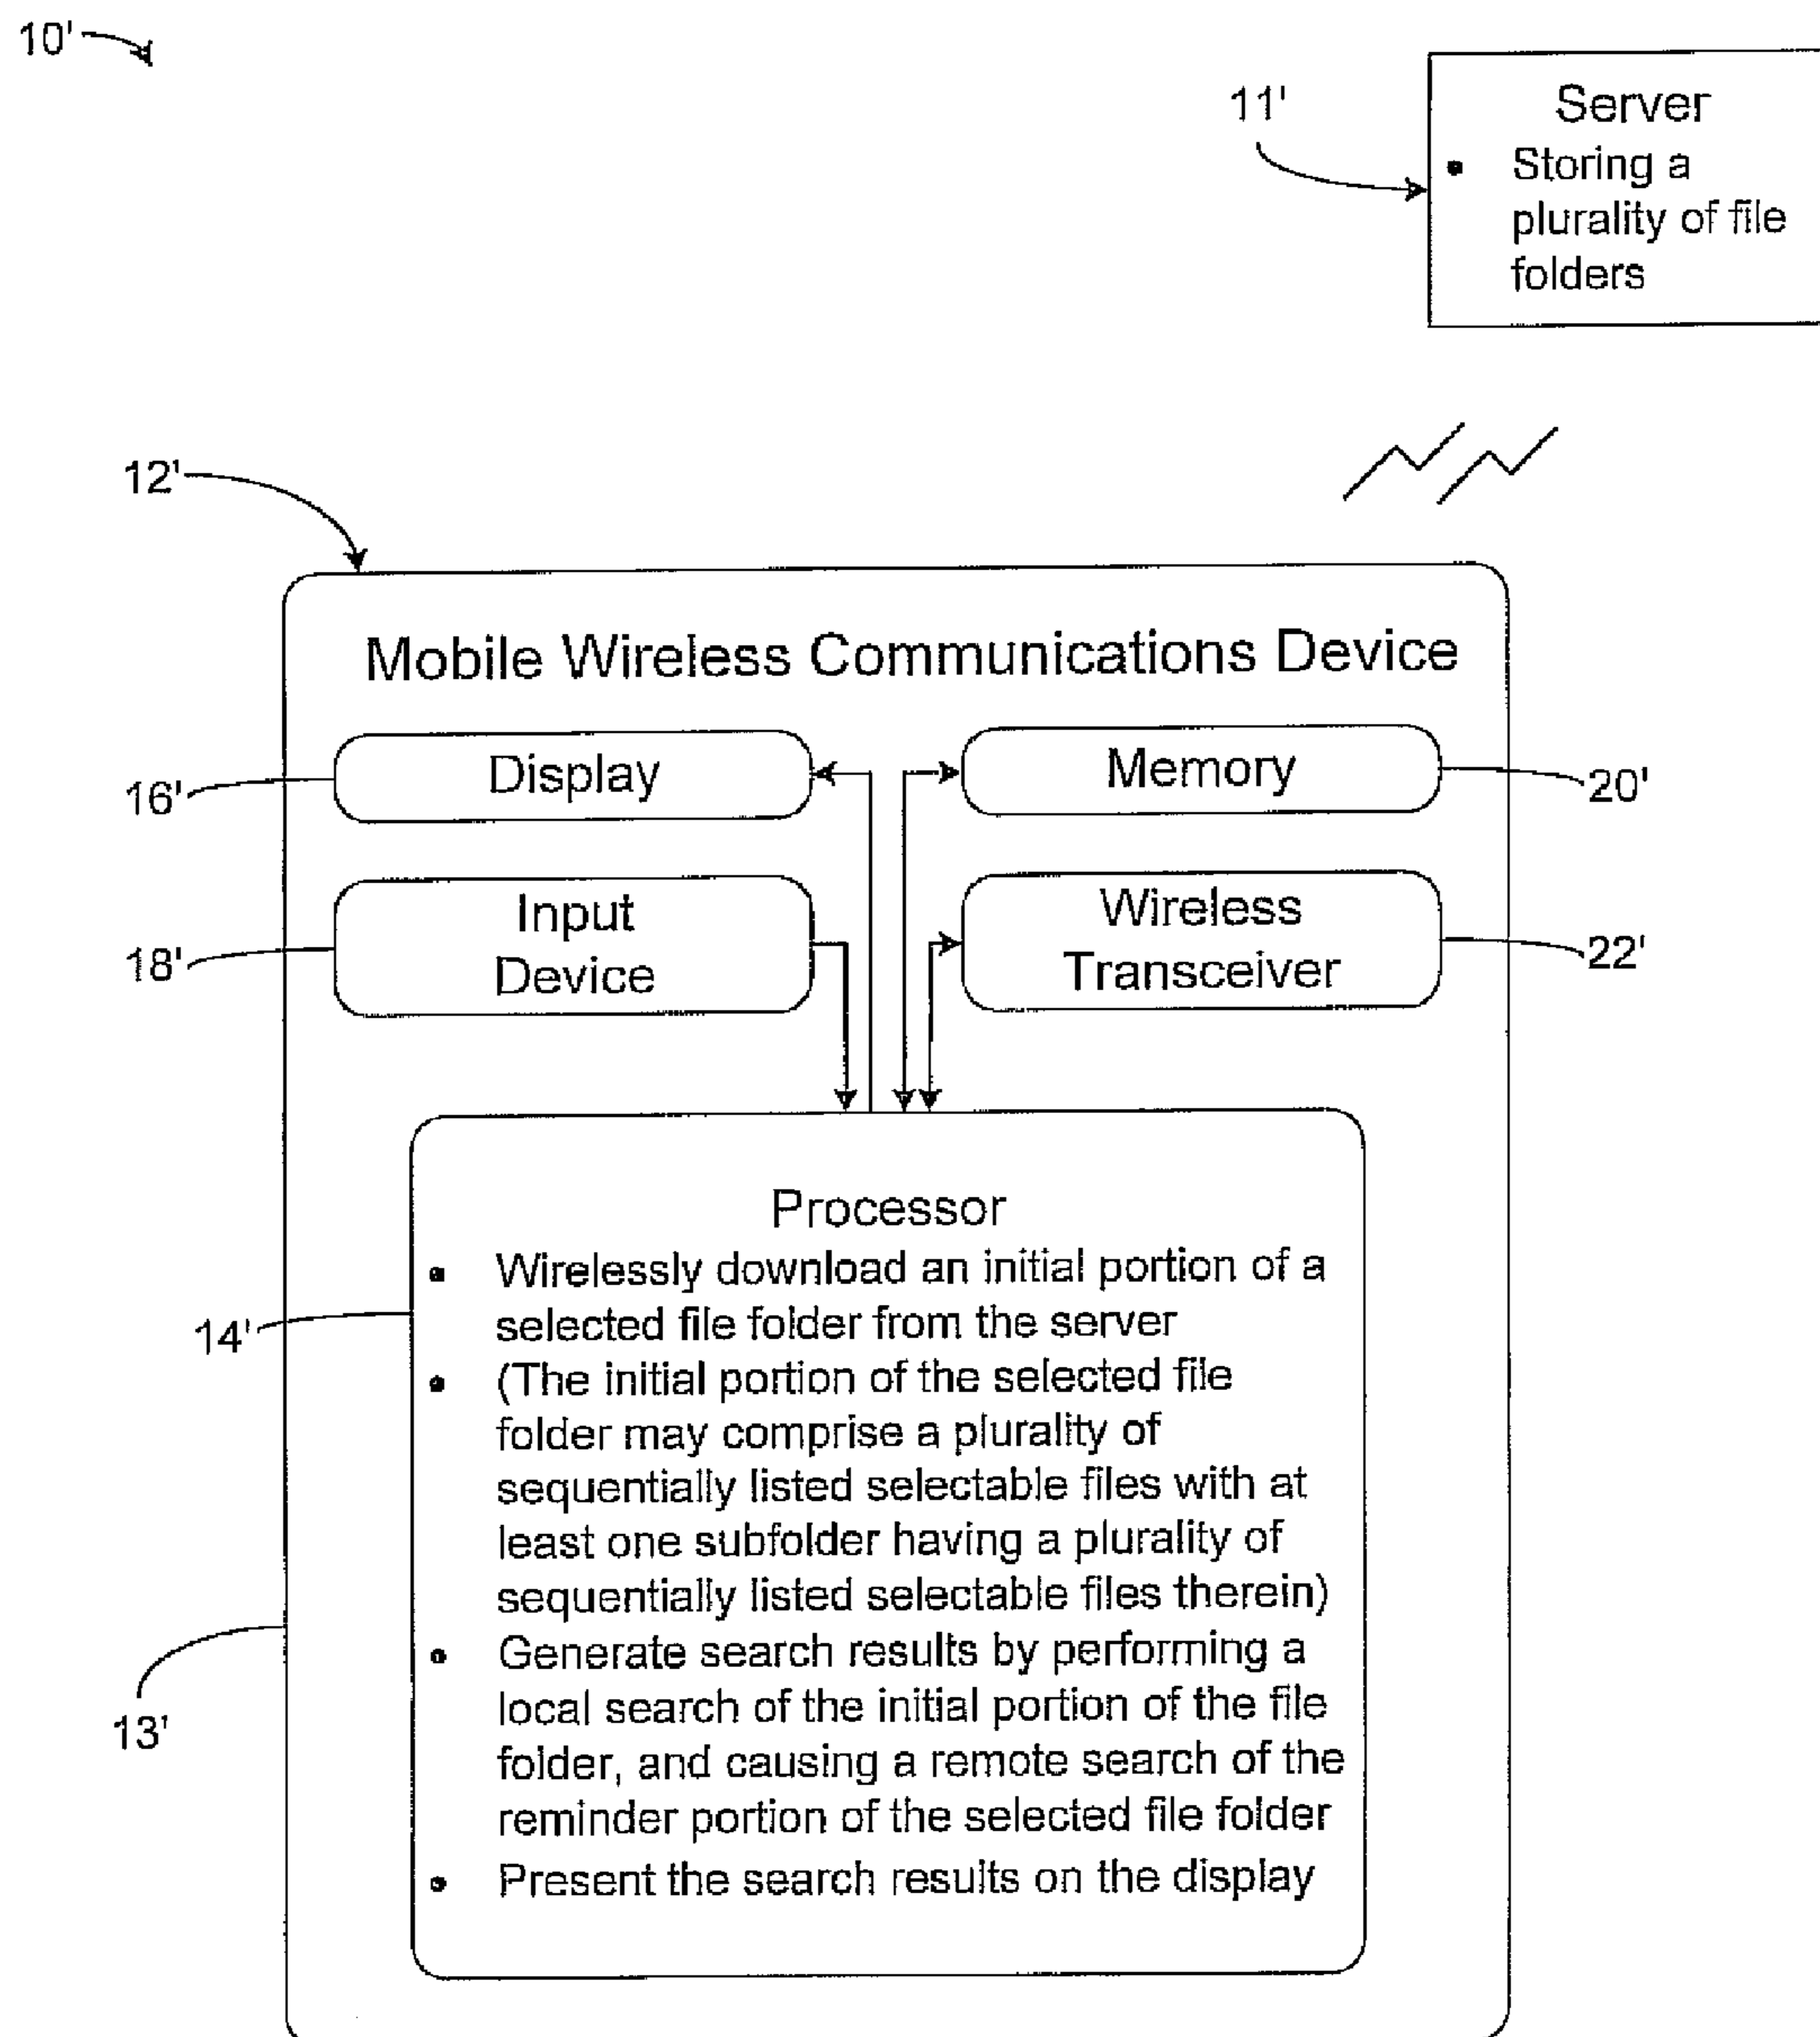 10'
11'
Server
• Storing a
plurality of file
folders
12'
Mobile Wireless Communications Device
Display
Memory
16'
20'
Input
Device
Wireless
Transceiver
18'
22'
Processor
• Wirelessly download an initial portion of a
selected file folder from the server
14'
• (The initial portion of the selected file
folder may comprise a plurality of
sequentially listed selectable files with at
least one subfolder having a plurality of
sequentially listed selectable files therein)
• Generate search results by performing a
local search of the initial portion of the file
folder, and causing a remote search of the
reminder portion of the selected file folder
13'
• Present the search results on the display